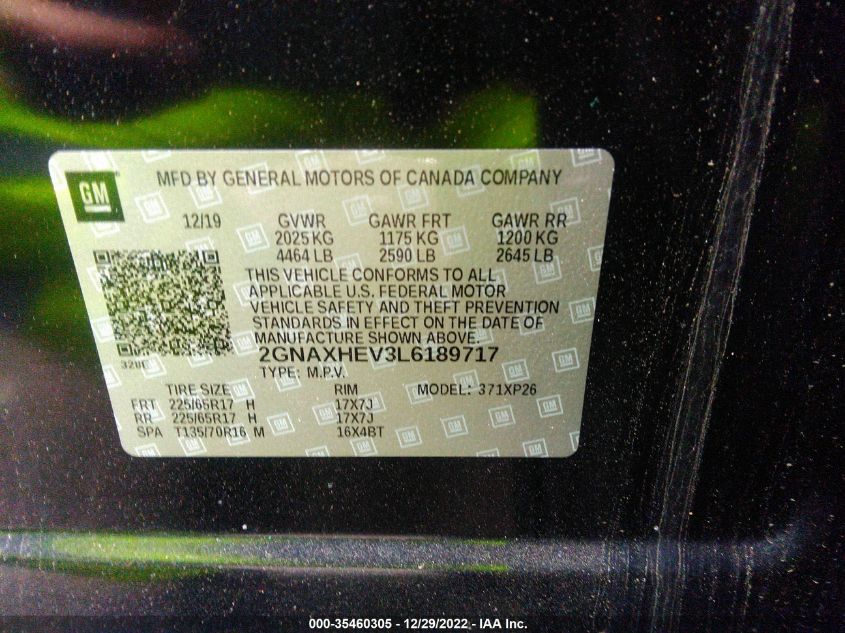 GM
MFD BY GENERAL MOTORS OF CANADA COMPANY
12/19 GVWR GAWR FRT GAWR RR
2025 KG 1175 KG 1200 KG
4464 LB 2590 LB 2645 LB
THIS VEHICLE CONFORMS TO ALL
APPLICABLE U.S. FEDERAL MOTOR
VEHICLE SAFETY AND THEFT PREVENTION
STANDARDS IN EFFECT ON THE DATE OF
MANUFACTURE SHOWN ABOVE.
2GNAXHEV3L6189717
TYPE: M.P.V.
TIRE SIZE RIM MODEL: 371XP26
FRT 225/65R17 H 17X7J
RR 225/65R17 H 17X7J
SPA T135/70R16 M 16X4BT
000-35460305 - 12/29/2022 - IAA Inc.